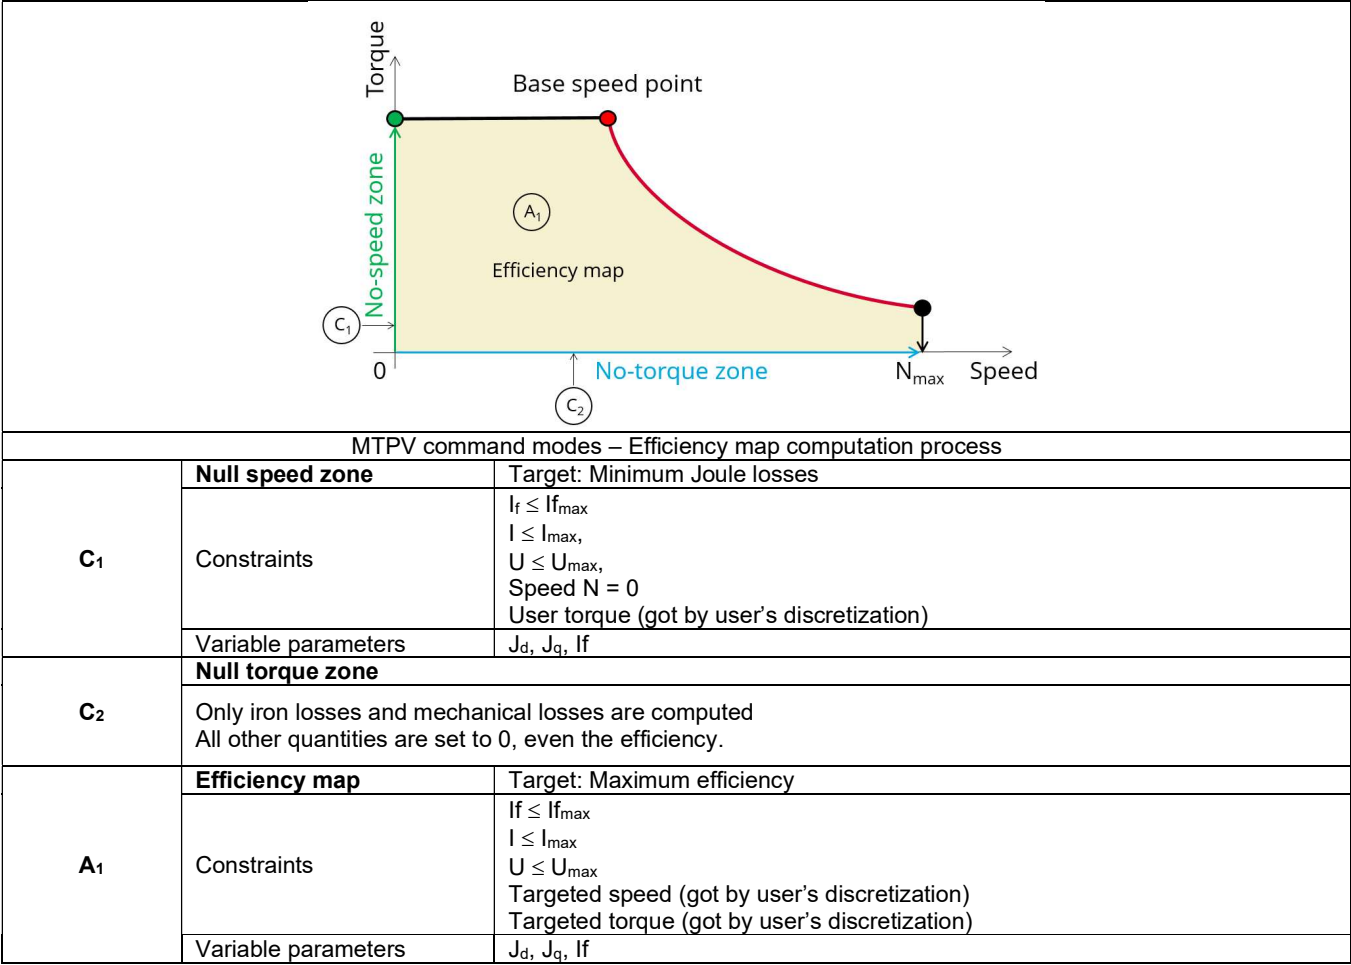 Torque
Base speed point
No-speed zone
A1
Efficiency map
C1
0
No-torque zone
Nmax
Speed
C2
MTPV command modes – Efficiency map computation process
Null speed zone
Target: Minimum Joule losses
C1
Constraints
If ≤ Ifmax
I ≤ Imax,
U ≤ Umax,
Speed N = 0
User torque (got by user’s discretization)
Variable parameters
Jd, Jq, If
Null torque zone
C2
Only iron losses and mechanical losses are computed
All other quantities are set to 0, even the efficiency.
Efficiency map
Target: Maximum efficiency
A1
Constraints
If ≤ Ifmax
I ≤ Imax
U ≤ Umax
Targeted speed (got by user’s discretization)
Targeted torque (got by user’s discretization)
Variable parameters
Jd, Jq, If